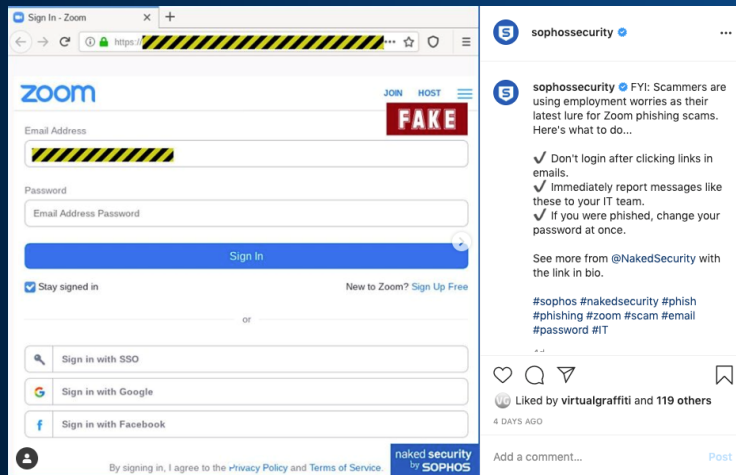 Sign In - Zoom
https://
zoom
JOIN HOST
FAKE
Email Address
Password
Email Address Password
Sign In
Stay signed in
New to Zoom? Sign Up Free
or
Sign in with SSO
Sign in with Google
Sign in with Facebook
By signing in, I agree to the Privacy Policy and Terms of Service.
naked security
by SOPHOS
sophossecurity
sophossecurity FYI: Scammers are
using employment worries as their
latest lure for Zoom phishing scams.
Here's what to do...
✓ Don't login after clicking links in
emails.
✓ Immediately report messages like
these to your IT team.
✓ If you were phished, change your
password at once.
See more from @NakedSecurity with
the link in bio.
#sophos #nakedsecurity #phish
#phishing #zoom #scam #email
#password #IT
Liked by virtualgraffiti and 119 others
4 DAYS AGO
Add a comment...
Post